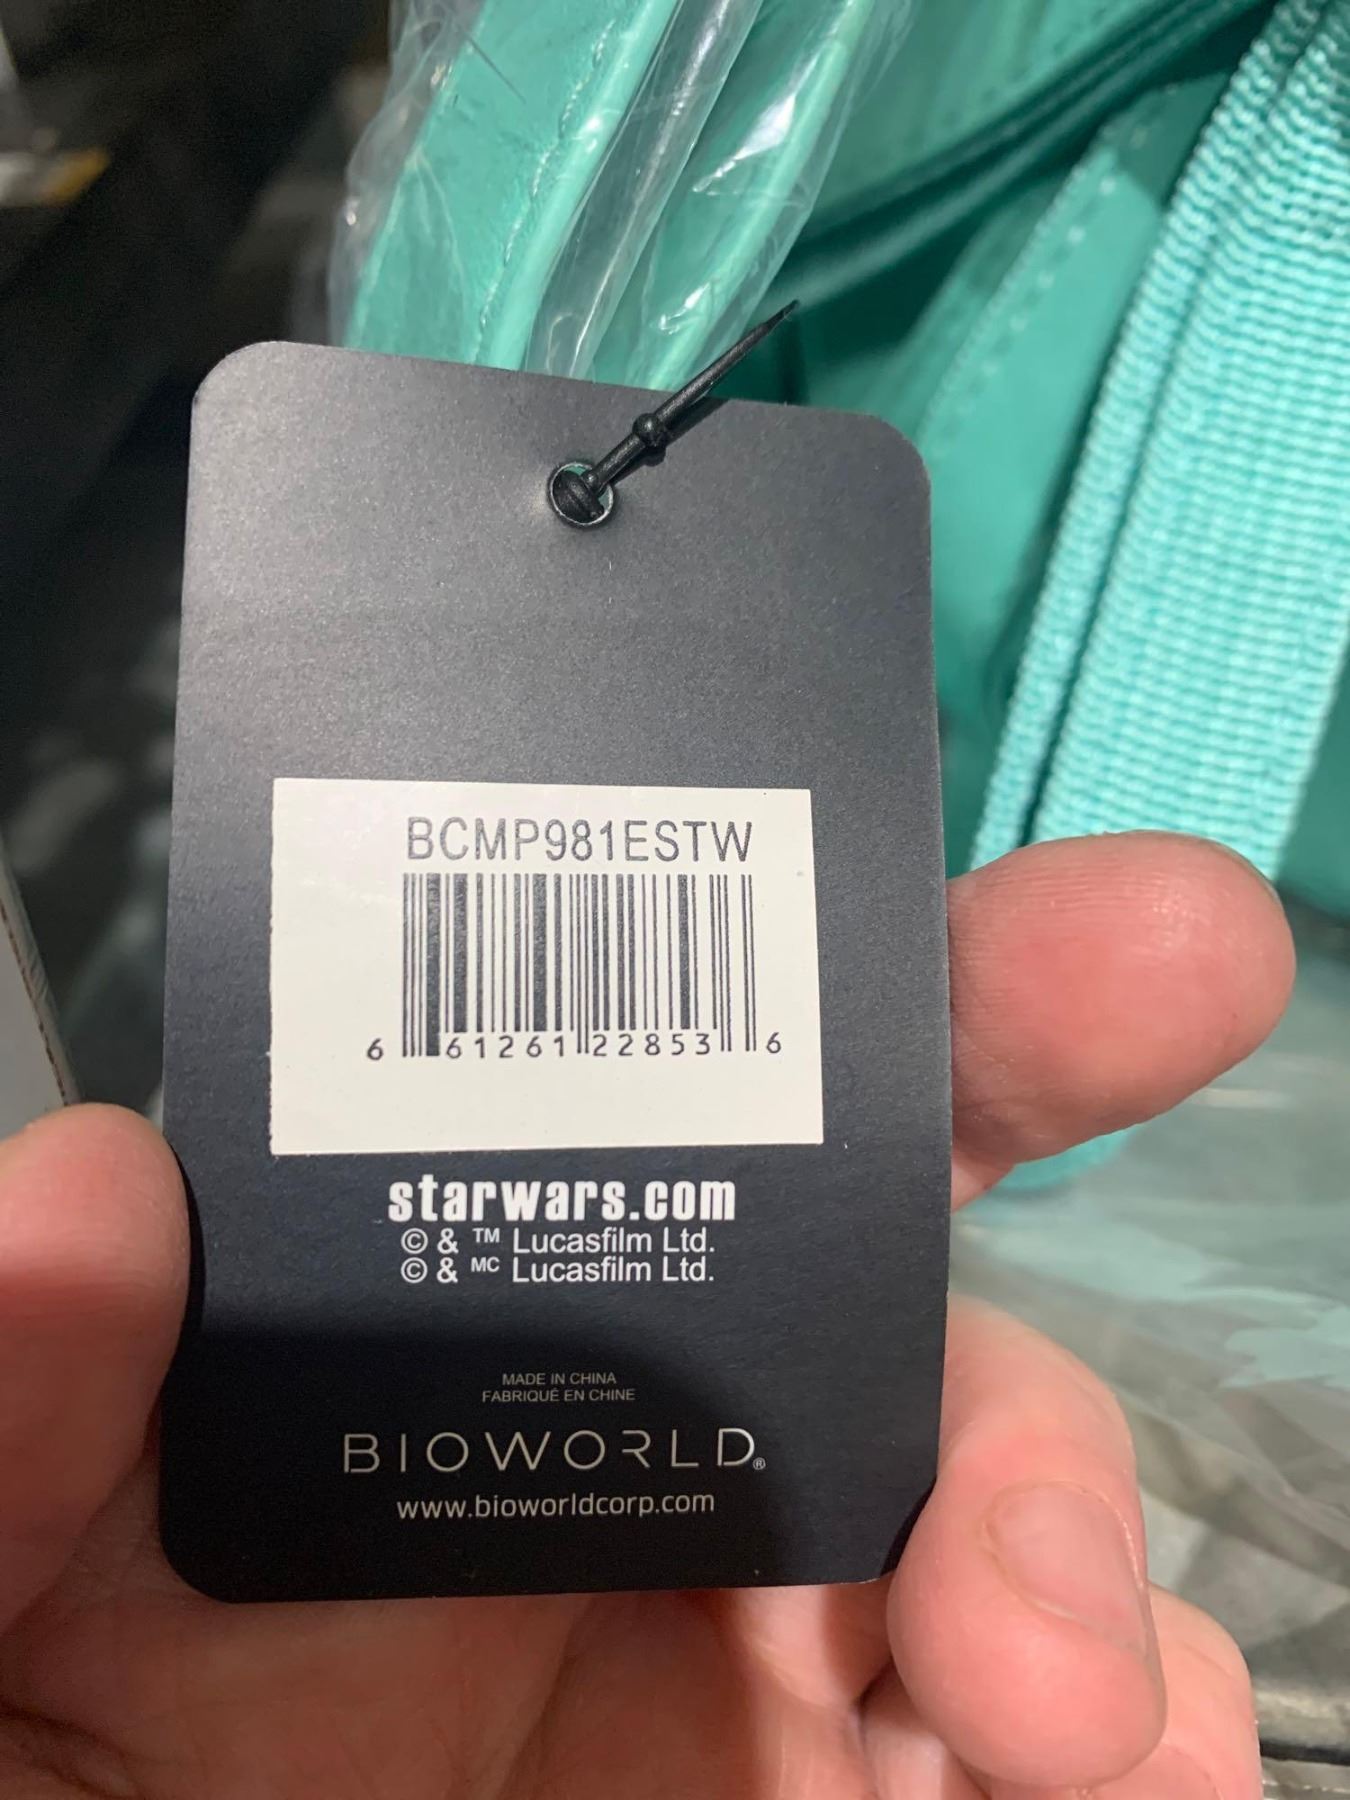 BCMP981ESTW
6 61261 22853 6
starwars.com
© & ™ Lucasfilm Ltd.
© & MC Lucasfilm Ltd.
MADE IN CHINA
FABRIQUÉ EN CHINE
BIOWORLD®
www.bioworldcorp.com